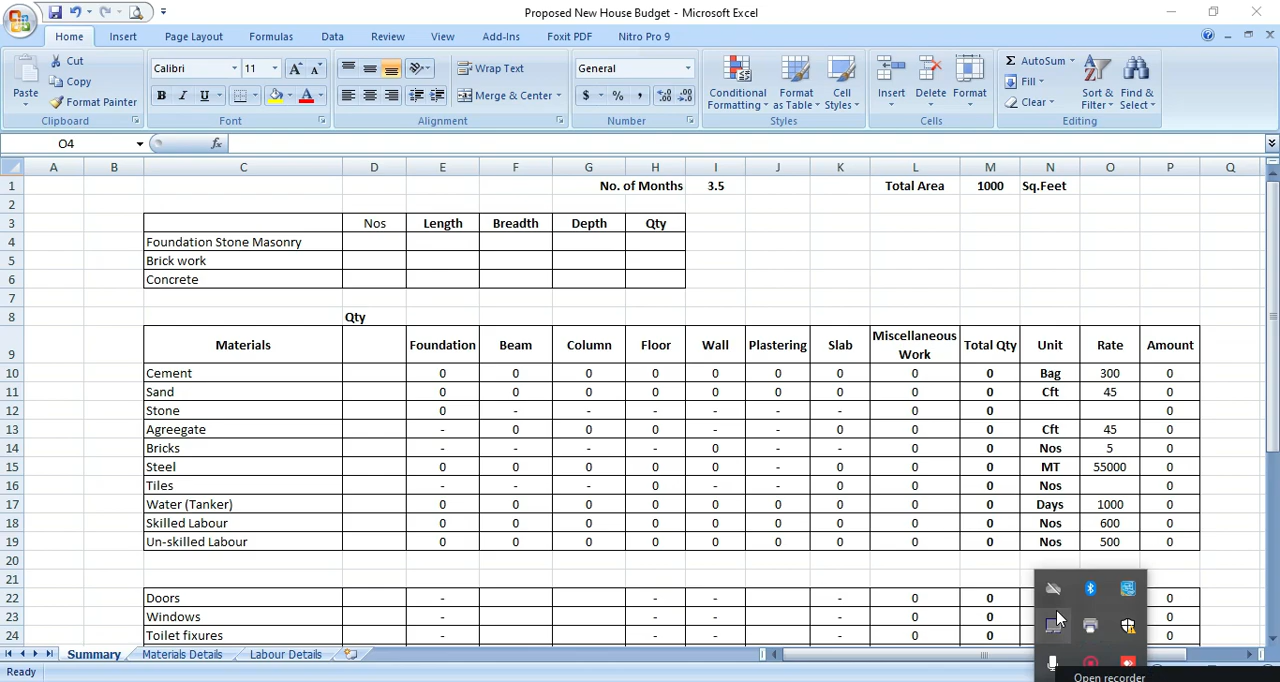 Proposed New House Budget - Microsoft Excel
Home Insert Page Layout Formulas Data Review View Add-Ins Foxit PDF Nitro Pro 9
Paste Cut Copy Format Painter
Calibri 11
B I U A
Wrap Text
Merge & Center
General
$ % ,
Conditional Formatting Format as Table Cell Styles
Insert Delete Format
Σ AutoSum Fill Clear
Sort & Filter Find & Select
Clipboard Font Alignment Number Styles Cells Editing
O4 fx
A B C D E F G H I J K L M N O P Q
1 No. of Months 3.5 Total Area 1000 Sq.Feet
2
3 Nos Length Breadth Depth Qty
4 Foundation Stone Masonry
5 Brick work
6 Concrete
7
8 Qty
9 Materials Foundation Beam Column Floor Wall Plastering Slab Miscellaneous Work Total Qty Unit Rate Amount
10 Cement 0 0 0 0 0 0 0 0 0 Bag 300 0
11 Sand 0 0 0 0 0 0 0 0 0 Cft 45 0
12 Stone 0 - - - - - - 0 0 0
13 Agreegate - 0 0 0 - - 0 0 0 Cft 45 0
14 Bricks - - - - 0 - - 0 0 Nos 5 0
15 Steel 0 0 0 0 - - 0 0 0 MT 55000 0
16 Tiles - - - 0 - - 0 0 0 Nos 0
17 Water (Tanker) 0 0 0 0 0 0 0 0 0 Days 1000 0
18 Skilled Labour 0 0 0 0 0 0 0 0 0 Nos 600 0
19 Un-skilled Labour 0 0 0 0 0 0 0 0 0 Nos 500 0
20
21
22 Doors - - - - 0 0 0
23 Windows - - - - 0 0 0
24 Toilet fixures - - - - 0 0 0
Summary Materials Details Labour Details
Ready
Open recorder